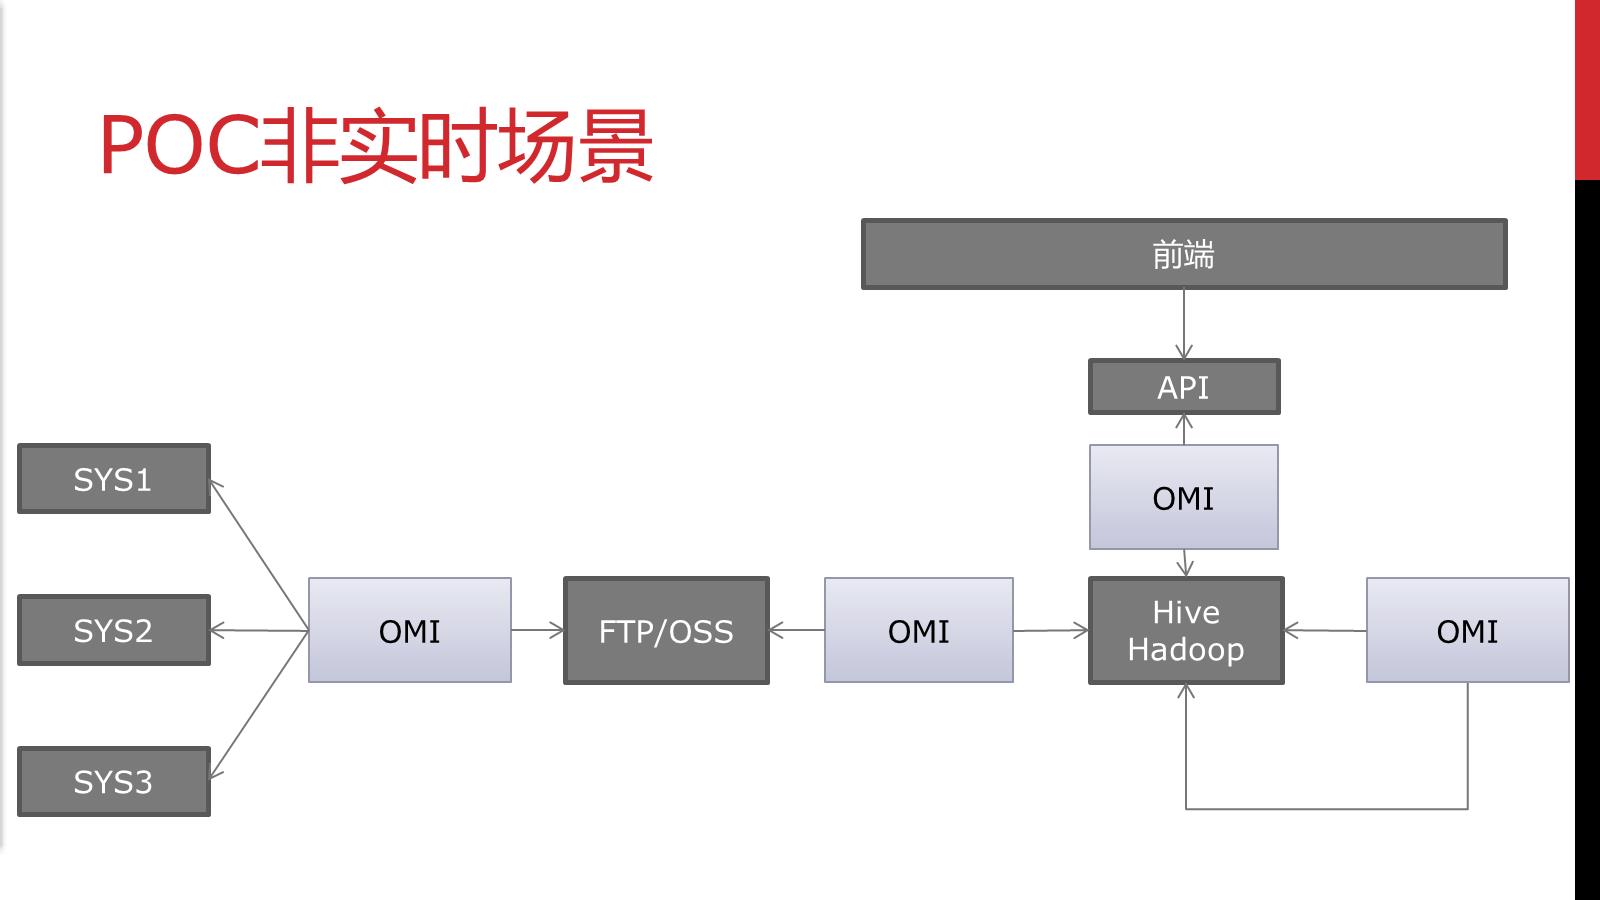 POC非实时场景
前端
API
OMI
SYS1
SYS2
SYS3
OMI
FTP/OSS
OMI
Hive
Hadoop
OMI